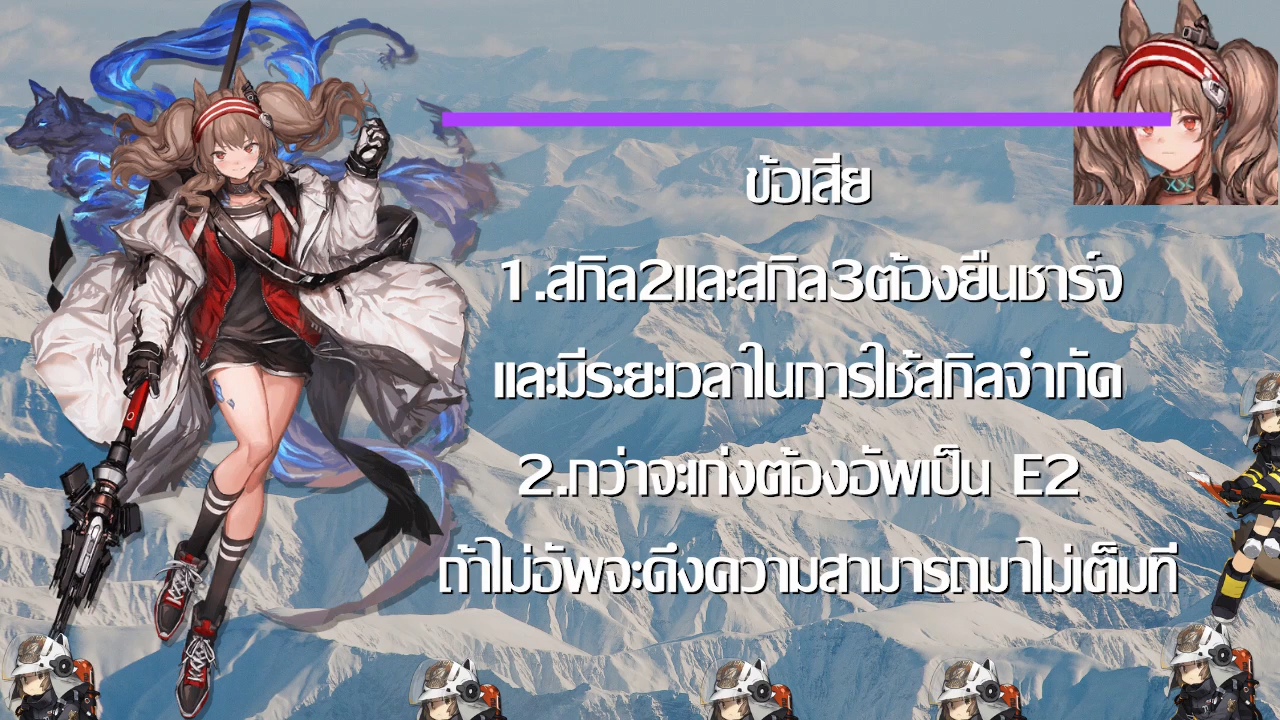 ข้อเสีย
1.สกิล2และสกิล3ต้องยืนชาร์จ
และมีระยะเวลาในการใช้สกิลจำกัด
2.กว่าจะเก่งต้องอัพเป็น E2
ถ้าไม่อัพจะดึงความสามารถมาไม่เต็มที่